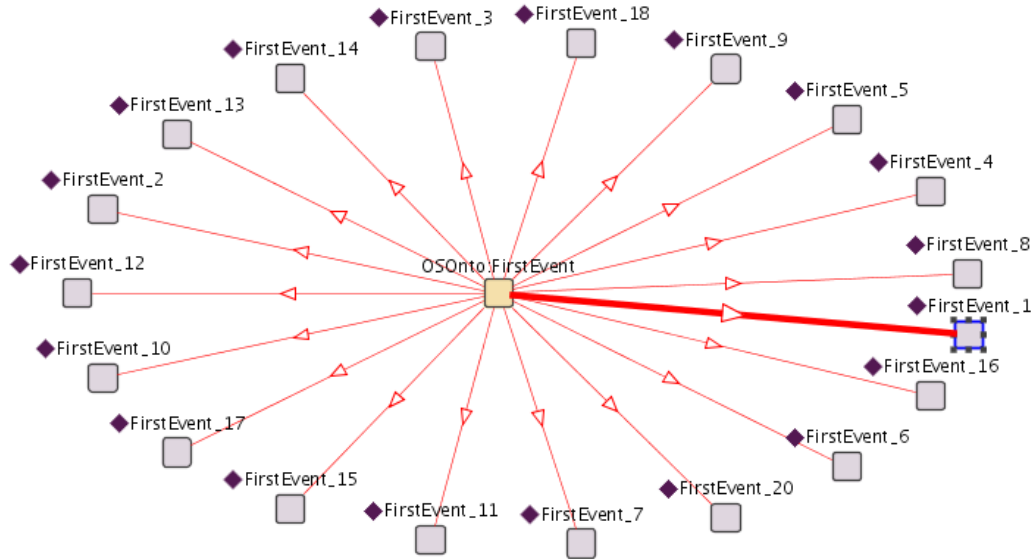 FirstEvent_3
FirstEvent_18
FirstEvent_14
FirstEvent_9
FirstEvent_13
FirstEvent_5
FirstEvent_2
FirstEvent_4
FirstEvent_12
OSOnto:FirstEvent
FirstEvent_8
FirstEvent_1
FirstEvent_10
FirstEvent_16
FirstEvent_17
FirstEvent_6
FirstEvent_15
FirstEvent_20
FirstEvent_11
FirstEvent_7